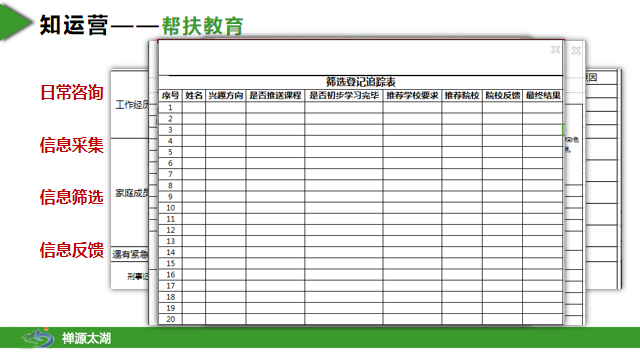 知运营——帮扶教育
日常咨询
信息采集
信息筛选
信息反馈
工作经历
家庭成员
遇有紧急
筛选登记追踪表
序号 姓名 兴趣方向 是否推送课程 是否初步学习完毕 推荐学校要求 推荐院校 院校反馈 最终结果
1
2
3
4
5
6
7
8
9
10
11
12
13
14
15
16
17
18
19
20
因
禅源太湖